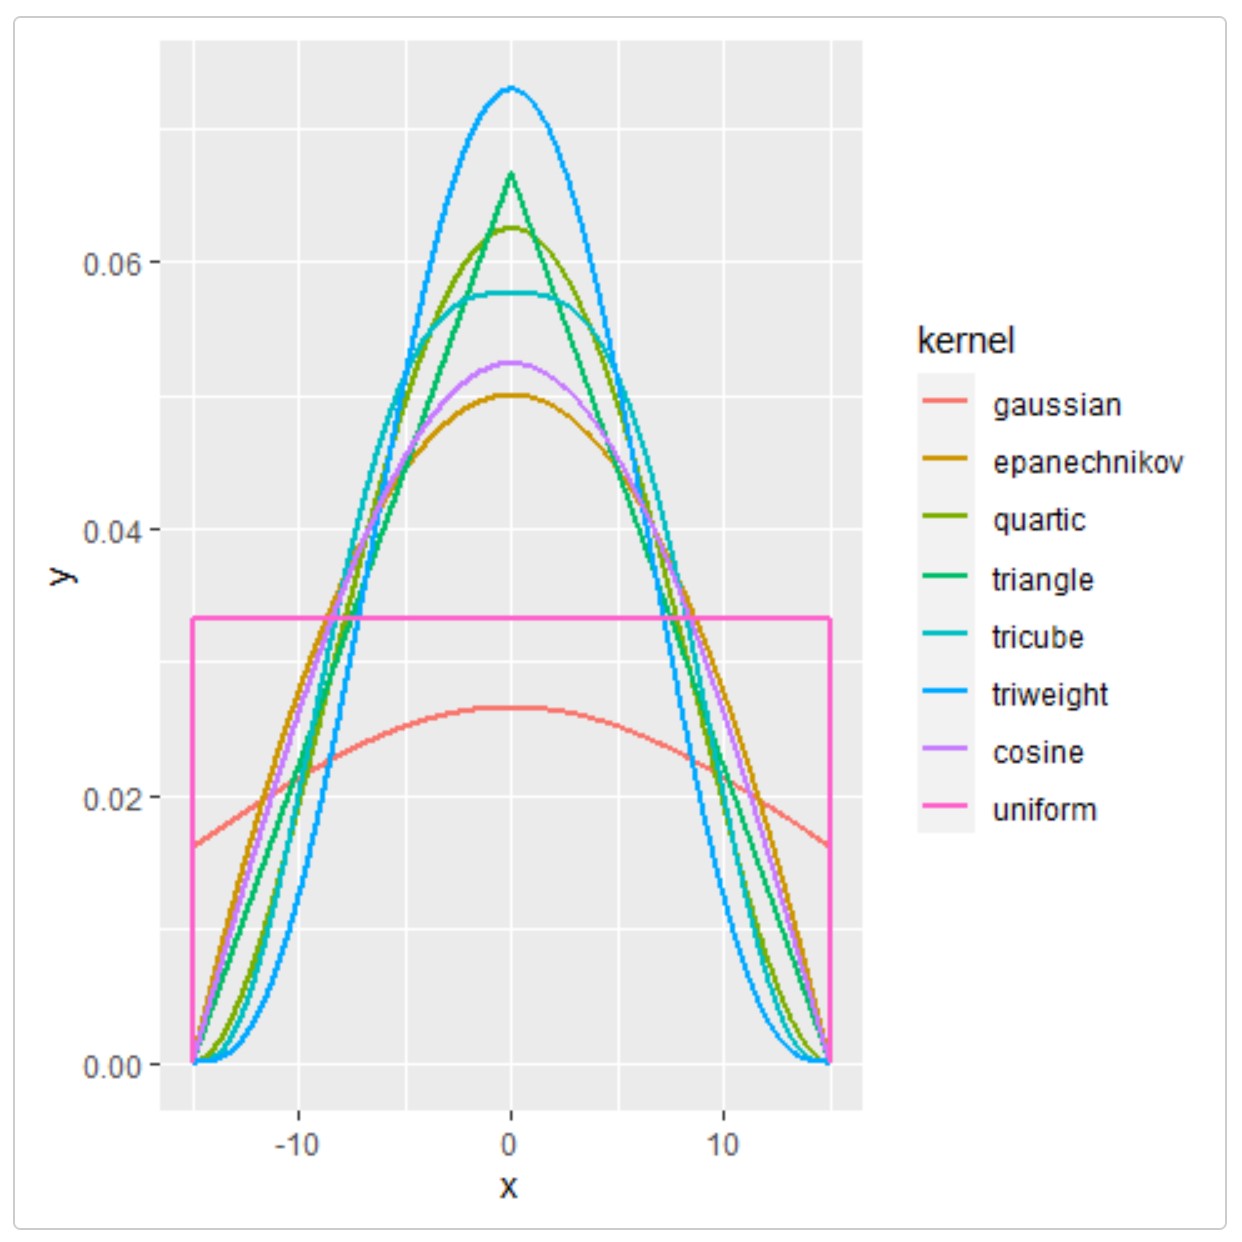 y
0.06
0.04
0.02
0.00
-10 0 10
x
kernel
gaussian
epanechnikov
quartic
triangle
tricube
triweight
cosine
uniform